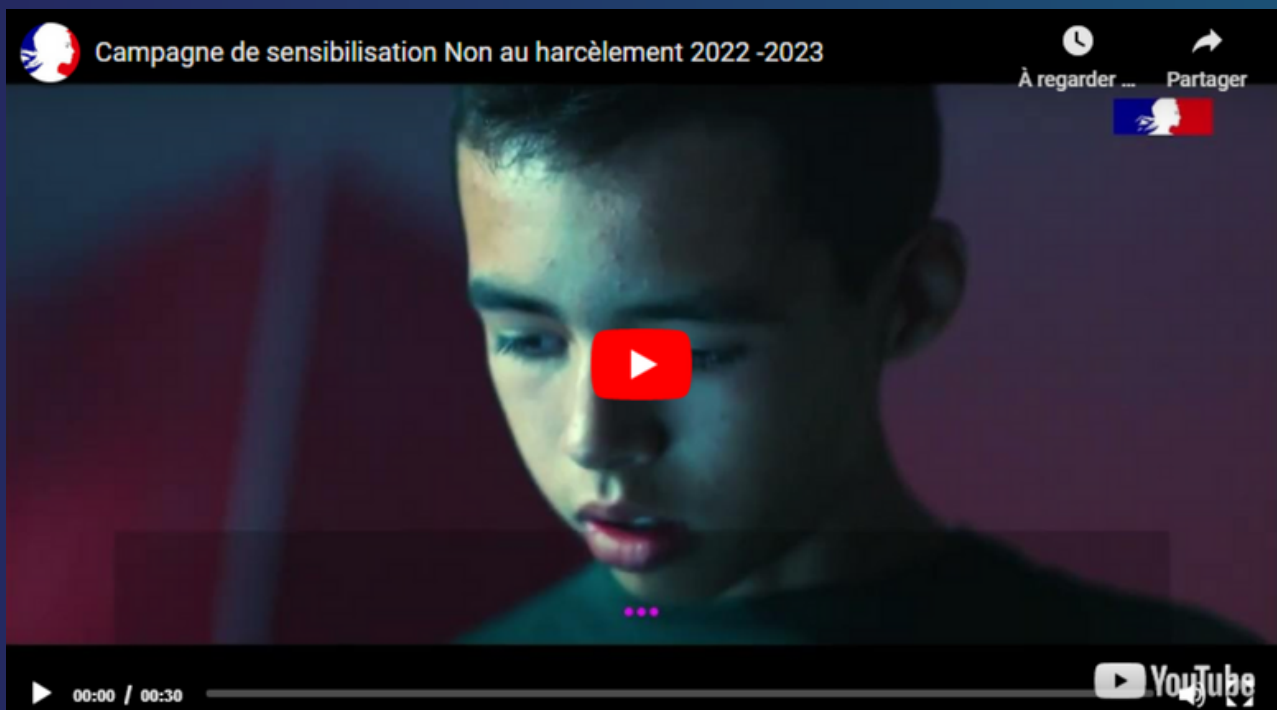 Campagne de sensibilisation Non au harcèlement 2022 -2023
À regarder ...
Partager
•••
00:00 / 00:30
YouTube